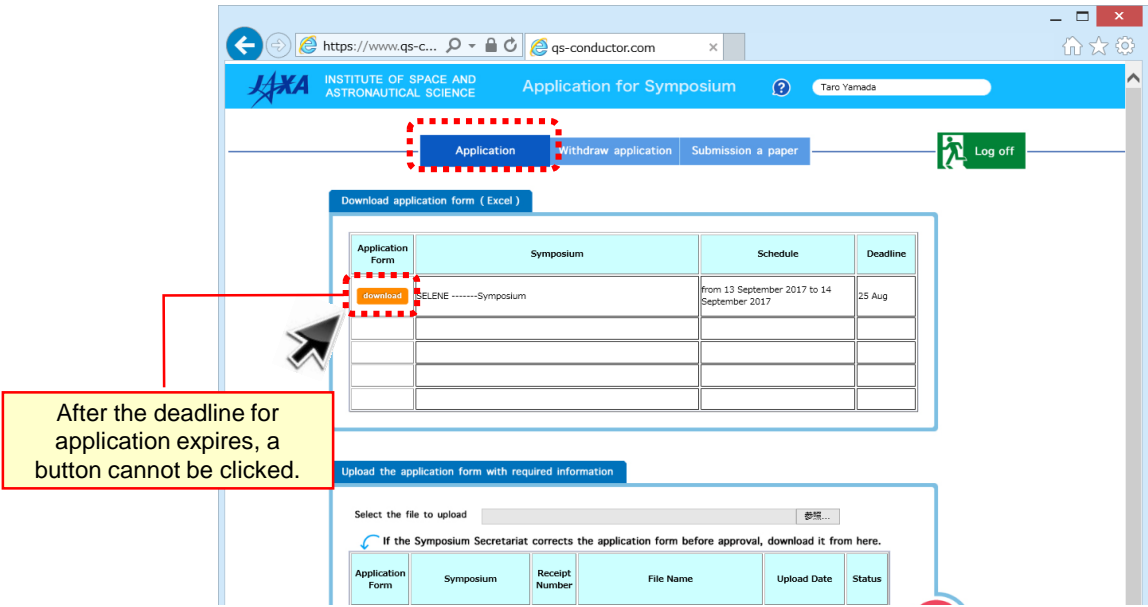 https://www.qs-c...
qs-conductor.com
JAXA
INSTITUTE OF SPACE AND
ASTRONAUTICAL SCIENCE
Application for Symposium
?
Taro Yamada
Application
Withdraw application
Submission a paper
Log off
Download application form ( Excel )
Application
Form
Symposium
Schedule
Deadline
download
SELENE -------Symposium
from 13 September 2017 to 14
September 2017
25 Aug
After the deadline for
application expires, a
button cannot be clicked.
Upload the application form with required information
Select the file to upload
参照...
If the Symposium Secretariat corrects the application form before approval, download it from here.
Application
Form
Symposium
Receipt
Number
File Name
Upload Date
Status